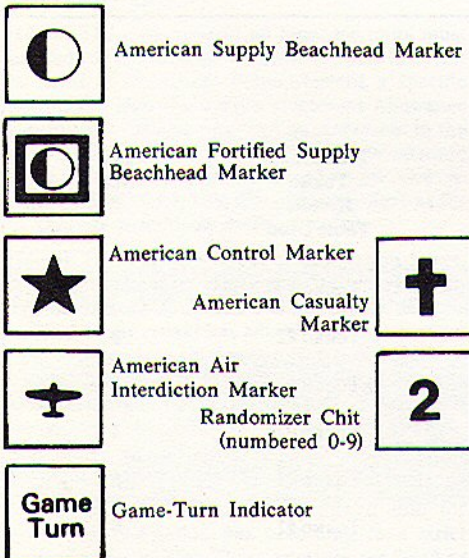 American Supply Beachhead Marker
American Fortified Supply
Beachhead Marker
American Control Marker
American Casualty
Marker
American Air
Interdiction Marker
Randomizer Chit
(numbered 0-9)
2
Game
Turn
Game-Turn Indicator